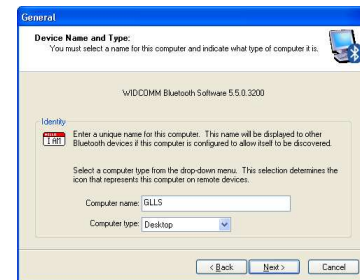 General
Device Name and Type:
You must select a name for this computer and indicate what type of computer it is.
WIDCOMM Bluetooth Software 5.5.0.3200
Identity
HELLO
I AM
Enter a unique name for this computer. This name will be displayed to other
Bluetooth devices if this computer is configured to allow itself to be discovered.
Select a computer type from the drop-down menu. This selection determines the
icon that represents this computer on remote devices.
Computer name: GLLS
Computer type: Desktop
< Back Next > Cancel